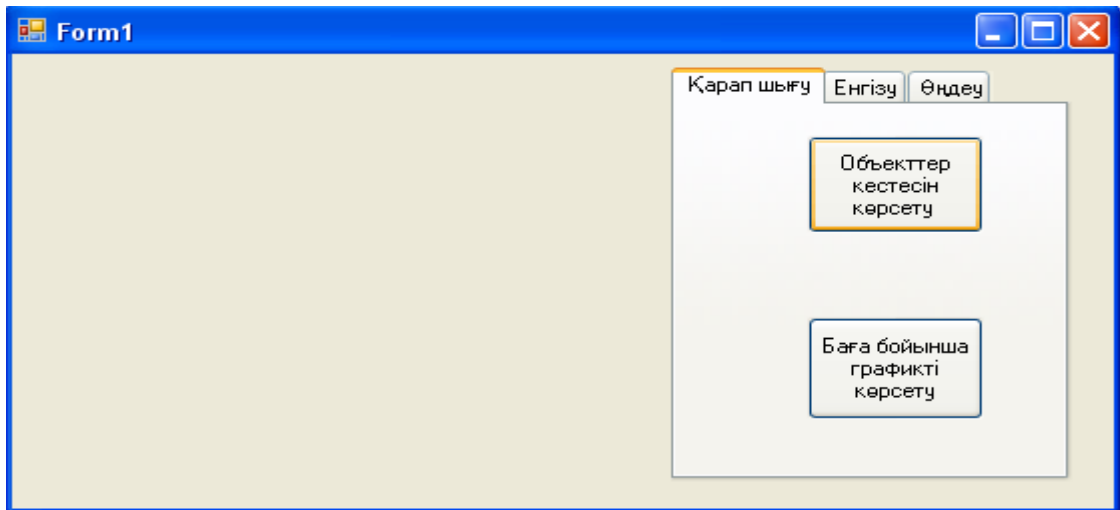 Form1
Қарап шығу Енгізу Өңдеу
Объекттер
кестесін
көрсету
Баға бойынша
графикті
көрсету